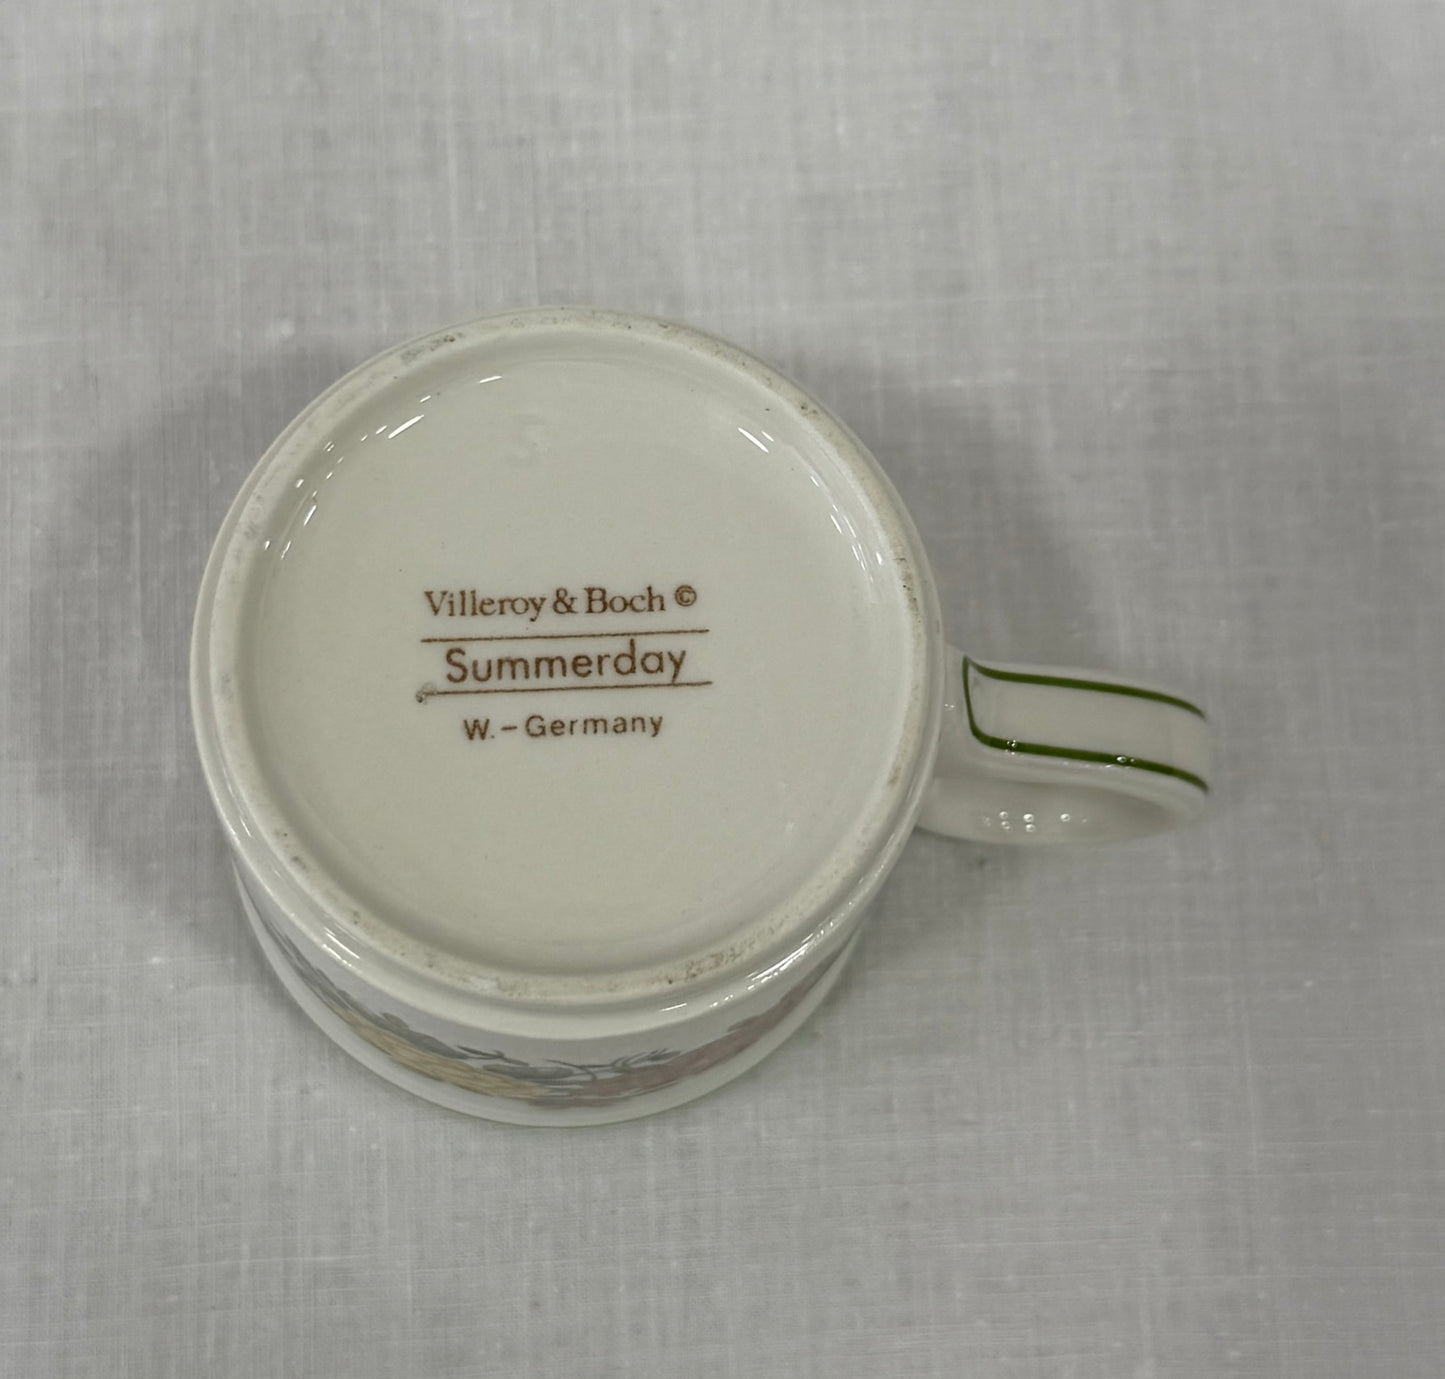 Villeroy & Boch ©
Summerday
W.-Germany